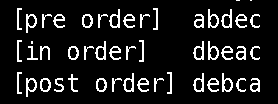 [pre order]  abdec
[in order]   dbeac
[post order] debca